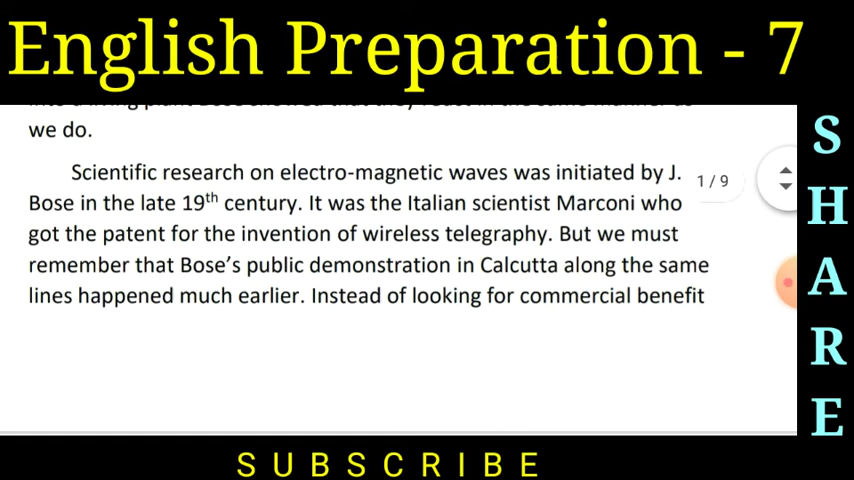 English Preparation - 7
we do.
Scientific research on electro-magnetic waves was initiated by J.
Bose in the late 19th century. It was the Italian scientist Marconi who
got the patent for the invention of wireless telegraphy. But we must
remember that Bose's public demonstration in Calcutta along the same
lines happened much earlier. Instead of looking for commercial benefit
1 / 9
SHARE
SUBSCRIBE